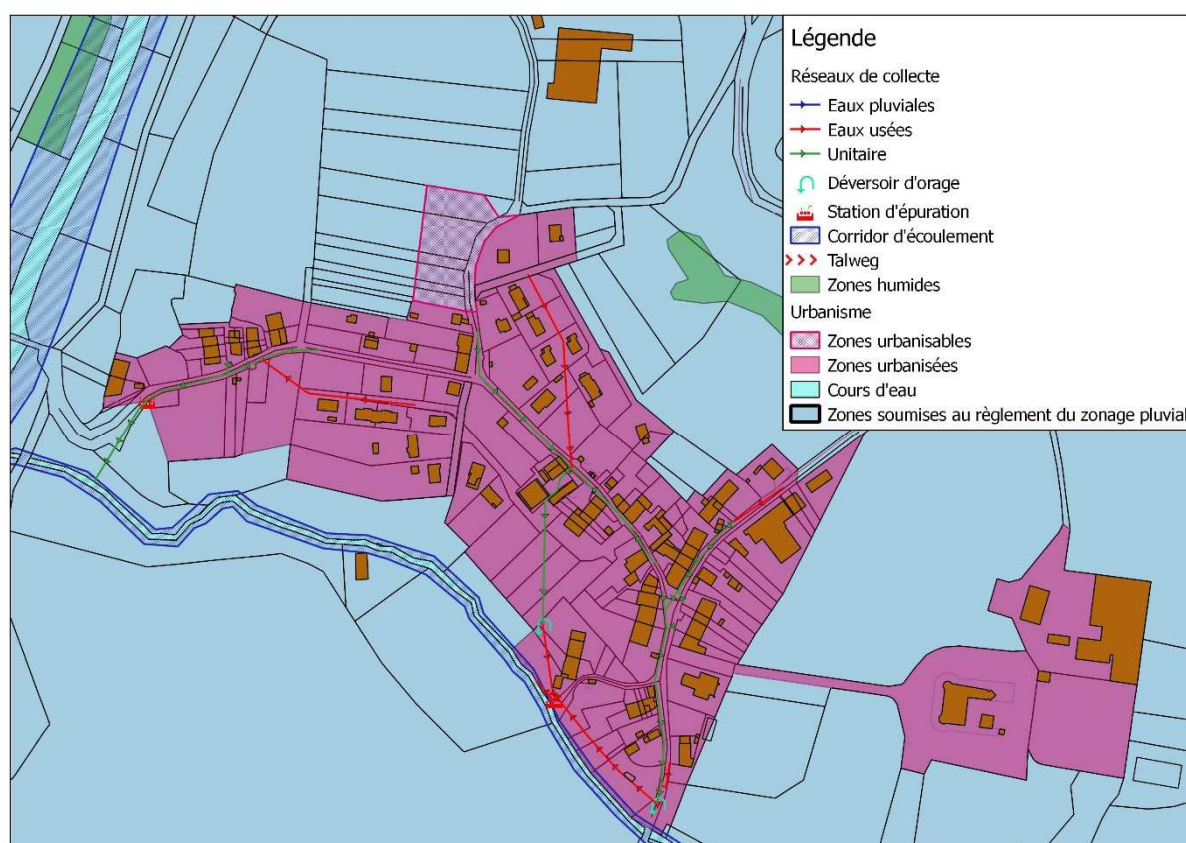 Légende
Réseaux de collecte
Eaux pluviales
Eaux usées
Unitaire
Déversoir d'orage
Station d'épuration
Corridor d'écoulement
Talweg
Zones humides
Urbanisme
Zones urbanisables
Zones urbanisées
Cours d'eau
Zones soumises au règlement du zonage pluvial